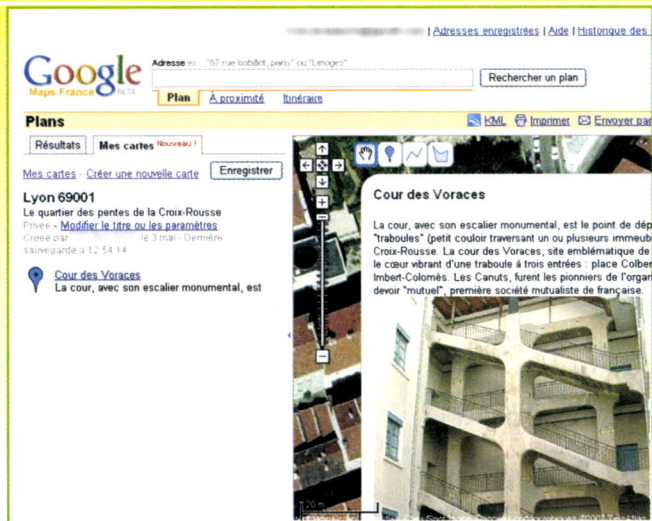 | Adresses enregistrées | Aide | Historique des
Google
Maps France BETA
Adresse ex: "67 rue bobillot, paris" ou "Limoges"
Rechercher un plan
Plan À proximité Itinéraire
Plans
KML Imprimer Envoyer par
Résultats Mes cartes Nouveau !
Mes cartes - Créer une nouvelle carte Enregistrer
Lyon 69001
Le quartier des pentes de la Croix-Rousse
Privée - Modifier le titre ou les paramètres
Créée par le 3 mai - Dernière
sauvegarde à 12:54:14
Cour des Voraces
La cour, avec son escalier monumental, est
Cour des Voraces
La cour, avec son escalier monumental, est le point de dép
"traboules" (petit couloir traversant un ou plusieurs immeub
Croix-Rousse. La cour des Voraces, site emblématique de
le cœur vibrant d'une traboule à trois entrées : place Colber
Imbert-Colomès. Les Canuts, furent les pionniers de l'organ
devoir "mutuel", première société mutualiste de française.
20 m